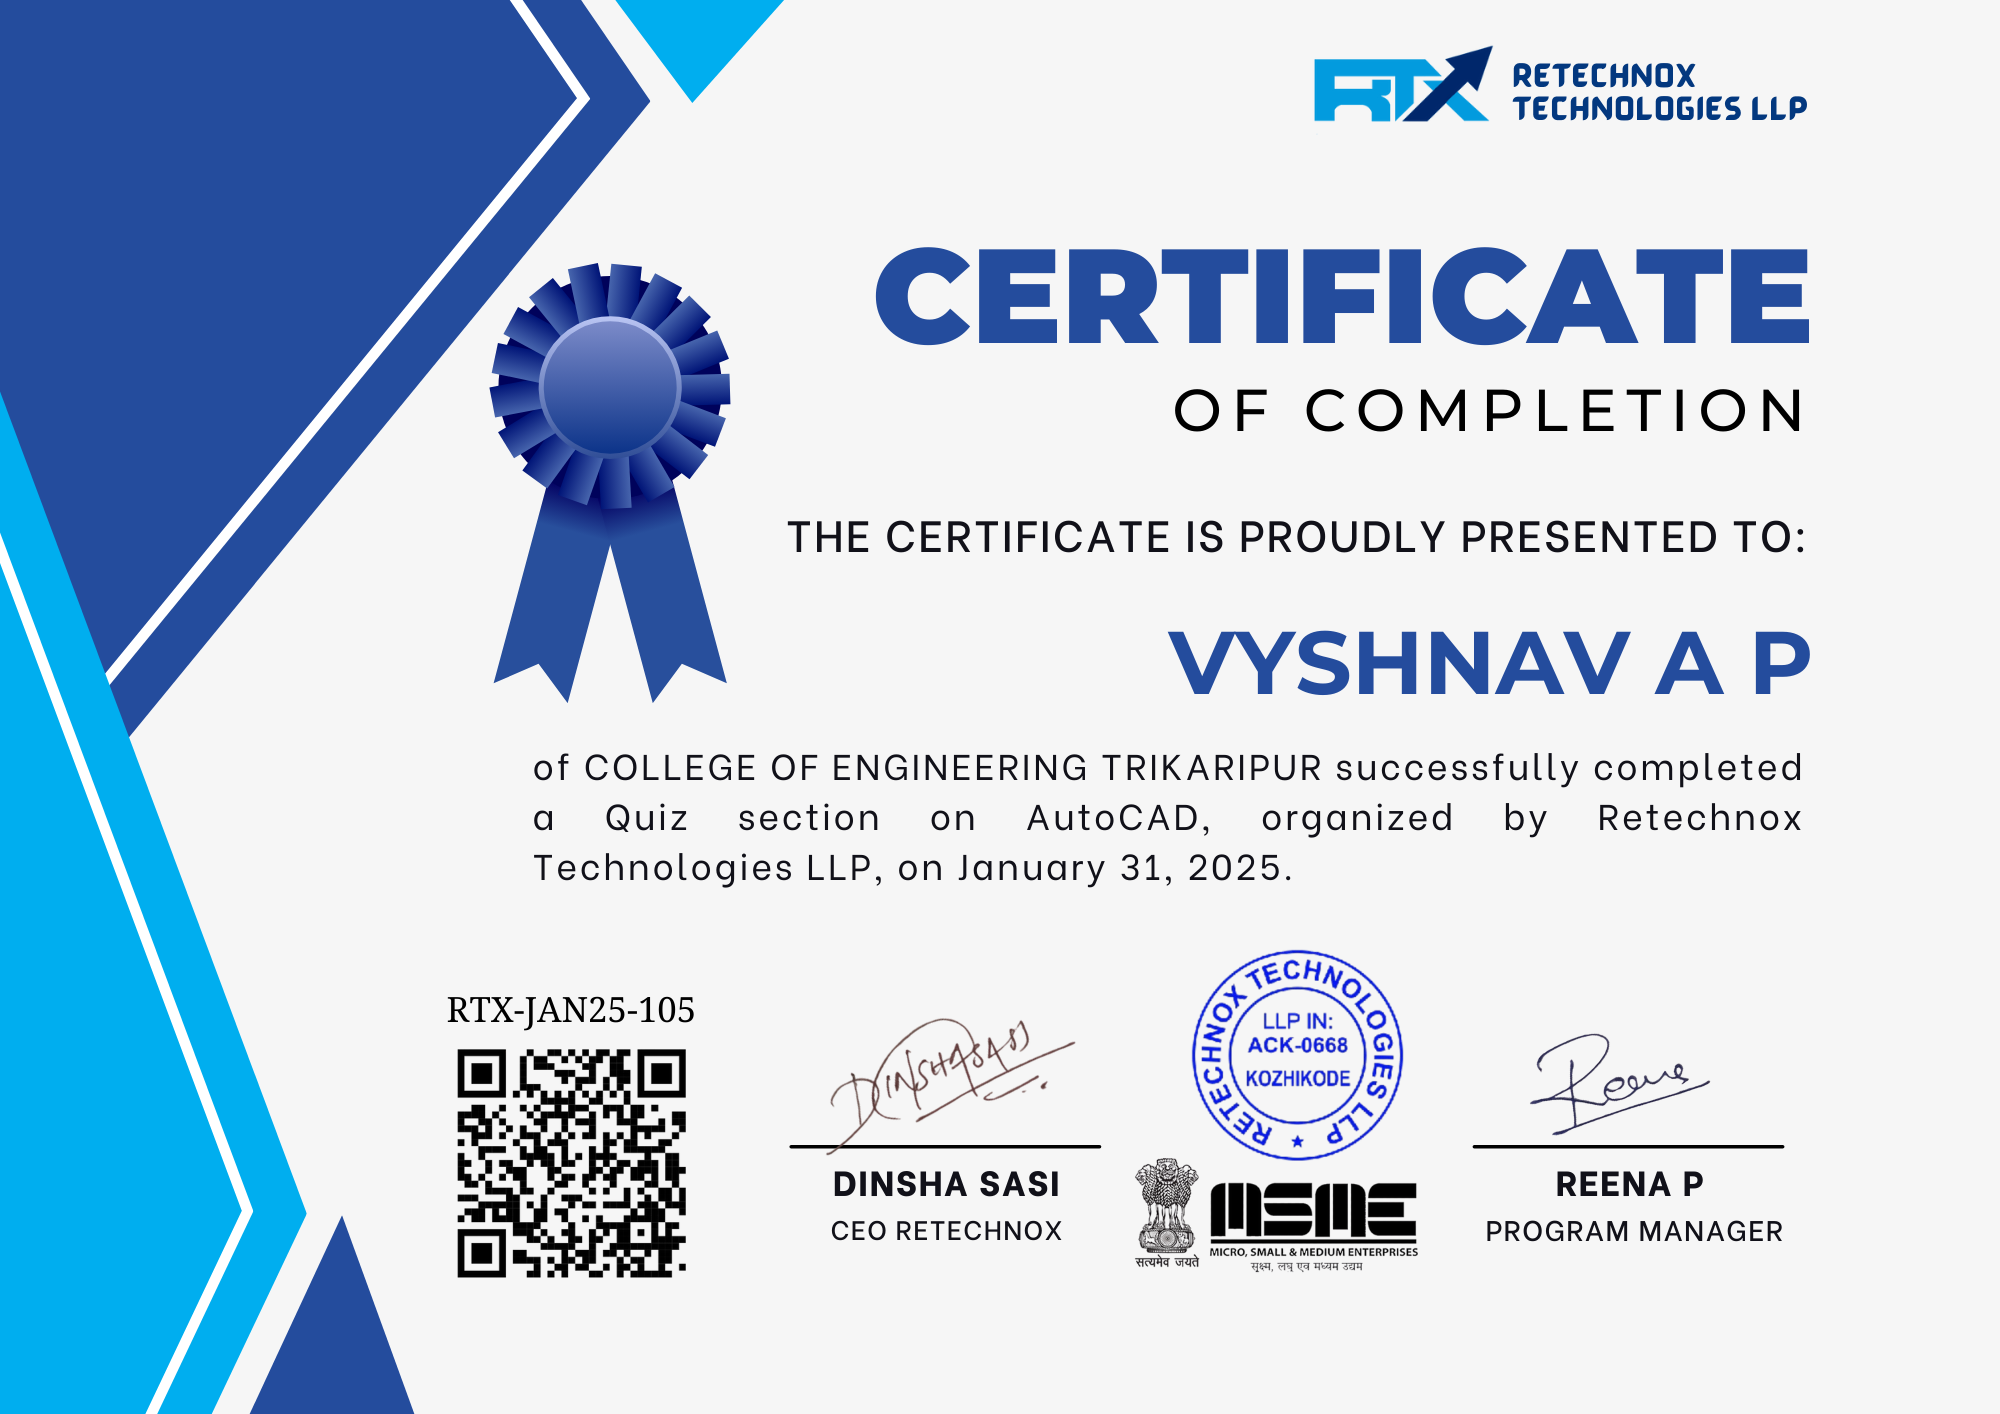 RTX RETECHNOX
TECHNOLOGIES LLP
CERTIFICATE
OF COMPLETION
THE CERTIFICATE IS PROUDLY PRESENTED TO:
VYSHNAV A P
of COLLEGE OF ENGINEERING TRIKARIPUR successfully completed
a Quiz section on AutoCAD, organized by Retechnox
Technologies LLP, on January 31, 2025.
RTX-JAN25-105
DINSHASASI
DINSHA SASI
CEO RETECHNOX
RETECHNOX TECHNOLOGIES LLP
LLP IN:
ACK-0668
KOZHIKODE
★
सत्यमेव जयते
MSME
MICRO, SMALL & MEDIUM ENTERPRISES
सूक्ष्म, लघु एवं मध्यम उद्यम
Reena
REENA P
PROGRAM MANAGER